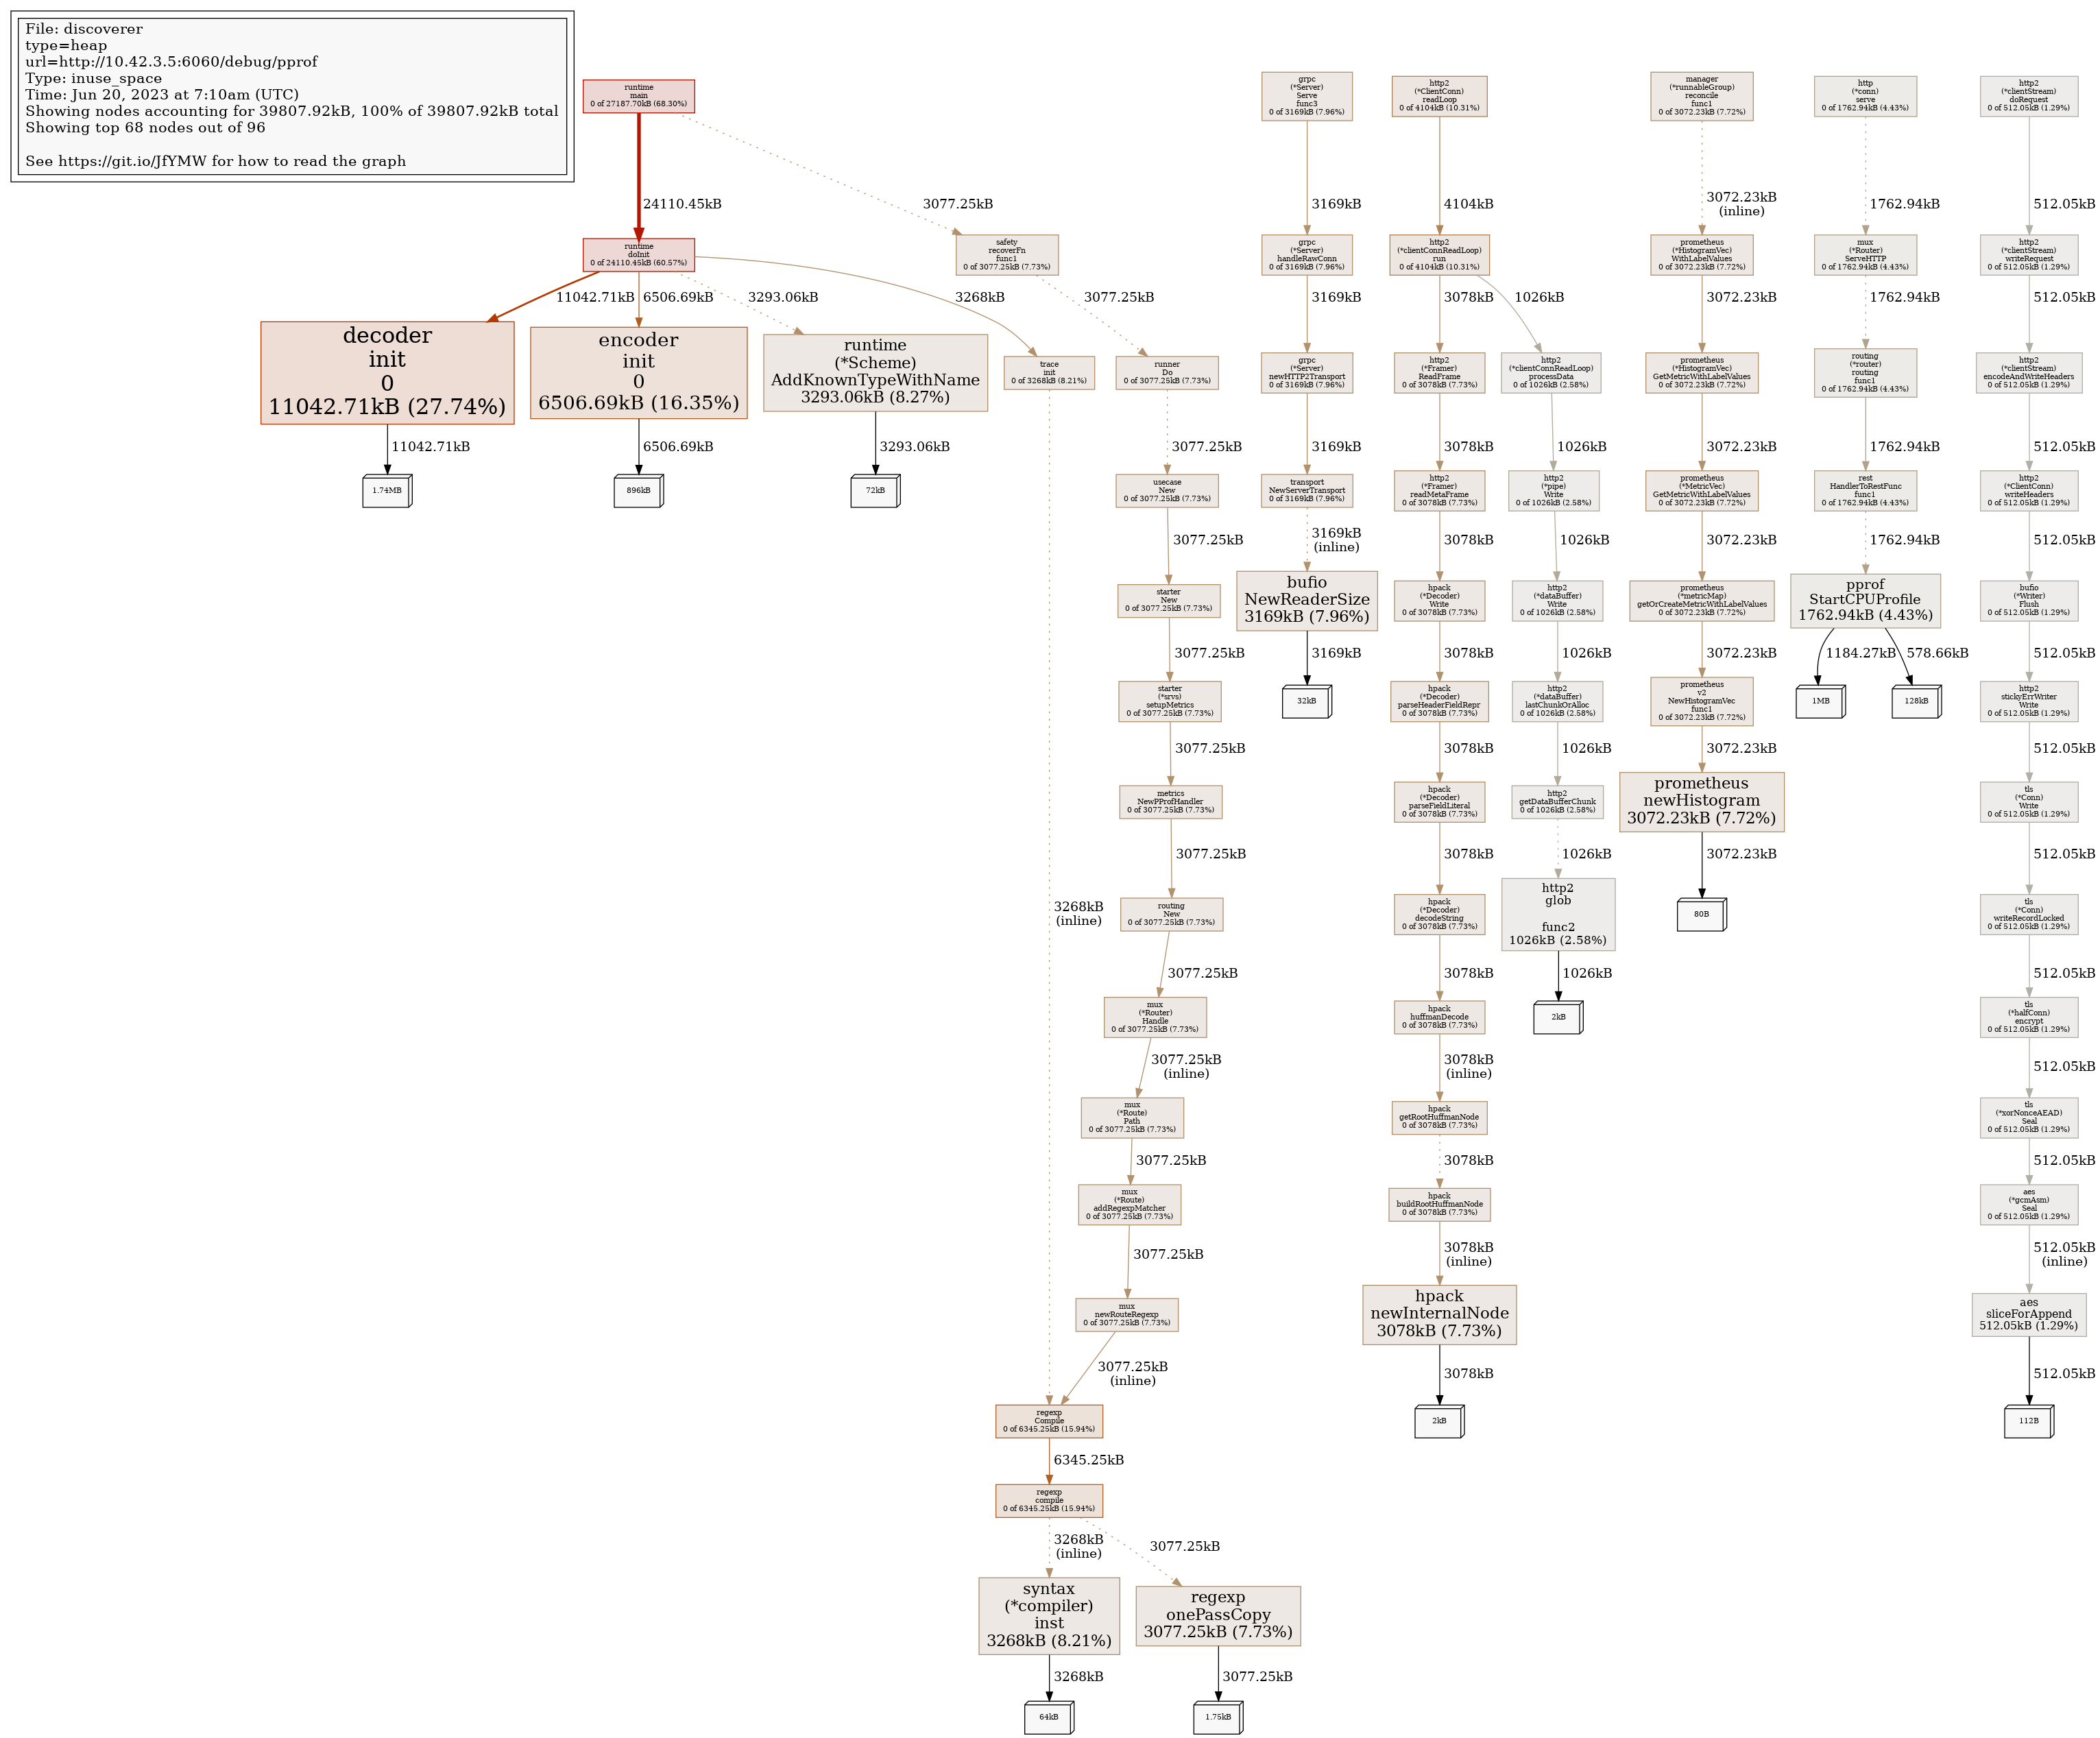 File: discoverer
type=heap
url=http://10.42.3.5:6060/debug/pprof
Type: inuse_space
Time: Jun 20, 2023 at 7:10am (UTC)
Showing nodes accounting for 39807.92kB, 100% of 39807.92kB total
Showing top 68 nodes out of 96
See https://git.io/JfYMW for how to read the graph
runtime
main
0 of 27187.70kB (68.30%)
24110.45kB
3077.25kB
runtime
doInit
0 of 24110.45kB (60.57%)
safety
recoverFn
func1
0 of 3077.25kB (7.73%)
11042.71kB
6506.69kB
3293.06kB
3268kB
3077.25kB
decoder
init
0
11042.71kB (27.74%)
11042.71kB
1.74MB
encoder
init
0
6506.69kB (16.35%)
6506.69kB
896kB
runtime
(*Scheme)
AddKnownTypeWithName
3293.06kB (8.27%)
3293.06kB
72kB
trace
init
0 of 3268kB (8.21%)
3268kB
(inline)
runner
Do
0 of 3077.25kB (7.73%)
3077.25kB
usecase
New
0 of 3077.25kB (7.73%)
3077.25kB
starter
New
0 of 3077.25kB (7.73%)
3077.25kB
starter
(*srvs)
setupMetrics
0 of 3077.25kB (7.73%)
3077.25kB
metrics
NewPProfHandler
0 of 3077.25kB (7.73%)
3077.25kB
routing
New
0 of 3077.25kB (7.73%)
3077.25kB
mux
(*Router)
Handle
0 of 3077.25kB (7.73%)
3077.25kB
(inline)
mux
(*Route)
Path
0 of 3077.25kB (7.73%)
3077.25kB
mux
(*Route)
addRegexpMatcher
0 of 3077.25kB (7.73%)
3077.25kB
mux
newRouteRegexp
0 of 3077.25kB (7.73%)
3077.25kB
(inline)
regexp
Compile
0 of 6345.25kB (15.94%)
6345.25kB
regexp
compile
0 of 6345.25kB (15.94%)
3268kB
(inline)
3077.25kB
syntax
(*compiler)
inst
3268kB (8.21%)
3268kB
64kB
regexp
onePassCopy
3077.25kB (7.73%)
3077.25kB
1.75kB
grpc
(*Server)
Serve
func3
0 of 3169kB (7.96%)
3169kB
grpc
(*Server)
handleRawConn
0 of 3169kB (7.96%)
3169kB
grpc
(*Server)
newHTTP2Transport
0 of 3169kB (7.96%)
3169kB
transport
NewServerTransport
0 of 3169kB (7.96%)
3169kB
(inline)
bufio
NewReaderSize
3169kB (7.96%)
3169kB
32kB
http2
(*ClientConn)
readLoop
0 of 4104kB (10.31%)
4104kB
http2
(*clientConnReadLoop)
run
0 of 4104kB (10.31%)
3078kB
1026kB
http2
(*Framer)
ReadFrame
0 of 3078kB (7.73%)
3078kB
http2
(*Framer)
readMetaFrame
0 of 3078kB (7.73%)
3078kB
hpack
(*Decoder)
Write
0 of 3078kB (7.73%)
3078kB
hpack
(*Decoder)
parseHeaderFieldRepr
0 of 3078kB (7.73%)
3078kB
hpack
(*Decoder)
parseFieldLiteral
0 of 3078kB (7.73%)
3078kB
hpack
(*Decoder)
decodeString
0 of 3078kB (7.73%)
3078kB
hpack
huffmanDecode
0 of 3078kB (7.73%)
3078kB
(inline)
hpack
getRootHuffmanNode
0 of 3078kB (7.73%)
3078kB
hpack
buildRootHuffmanNode
0 of 3078kB (7.73%)
3078kB
(inline)
hpack
newInternalNode
3078kB (7.73%)
3078kB
2kB
http2
(*clientConnReadLoop)
processData
0 of 1026kB (2.58%)
1026kB
http2
(*pipe)
Write
0 of 1026kB (2.58%)
1026kB
http2
(*dataBuffer)
Write
0 of 1026kB (2.58%)
1026kB
http2
(*dataBuffer)
lastChunkOrAlloc
0 of 1026kB (2.58%)
1026kB
http2
getDataBufferChunk
0 of 1026kB (2.58%)
1026kB
http2
glob
func2
1026kB (2.58%)
1026kB
2kB
manager
(*runnableGroup)
reconcile
func1
0 of 3072.23kB (7.72%)
3072.23kB
(inline)
prometheus
(*HistogramVec)
WithLabelValues
0 of 3072.23kB (7.72%)
3072.23kB
prometheus
(*HistogramVec)
GetMetricWithLabelValues
0 of 3072.23kB (7.72%)
3072.23kB
prometheus
(*MetricVec)
GetMetricWithLabelValues
0 of 3072.23kB (7.72%)
3072.23kB
prometheus
(*metricMap)
getOrCreateMetricWithLabelValues
0 of 3072.23kB (7.72%)
3072.23kB
prometheus
v2
NewHistogramVec
func1
0 of 3072.23kB (7.72%)
3072.23kB
prometheus
newHistogram
3072.23kB (7.72%)
3072.23kB
80B
http
(*conn)
serve
0 of 1762.94kB (4.43%)
1762.94kB
mux
(*Router)
ServeHTTP
0 of 1762.94kB (4.43%)
1762.94kB
routing
(*router)
routing
func1
0 of 1762.94kB (4.43%)
1762.94kB
rest
HandlerToRestFunc
func1
0 of 1762.94kB (4.43%)
1762.94kB
pprof
StartCPUProfile
1762.94kB (4.43%)
1184.27kB
578.66kB
1MB
128kB
http2
(*clientStream)
doRequest
0 of 512.05kB (1.29%)
512.05kB
http2
(*clientStream)
writeRequest
0 of 512.05kB (1.29%)
512.05kB
http2
(*clientStream)
encodeAndWriteHeaders
0 of 512.05kB (1.29%)
512.05kB
http2
(*ClientConn)
writeHeaders
0 of 512.05kB (1.29%)
512.05kB
bufio
(*Writer)
Flush
0 of 512.05kB (1.29%)
512.05kB
http2
stickyErrWriter
Write
0 of 512.05kB (1.29%)
512.05kB
tls
(*Conn)
Write
0 of 512.05kB (1.29%)
512.05kB
tls
(*Conn)
writeRecordLocked
0 of 512.05kB (1.29%)
512.05kB
tls
(*halfConn)
encrypt
0 of 512.05kB (1.29%)
512.05kB
tls
(*xorNonceAEAD)
Seal
0 of 512.05kB (1.29%)
512.05kB
aes
(*gcmAsm)
Seal
0 of 512.05kB (1.29%)
512.05kB
(inline)
aes
sliceForAppend
512.05kB (1.29%)
512.05kB
112B